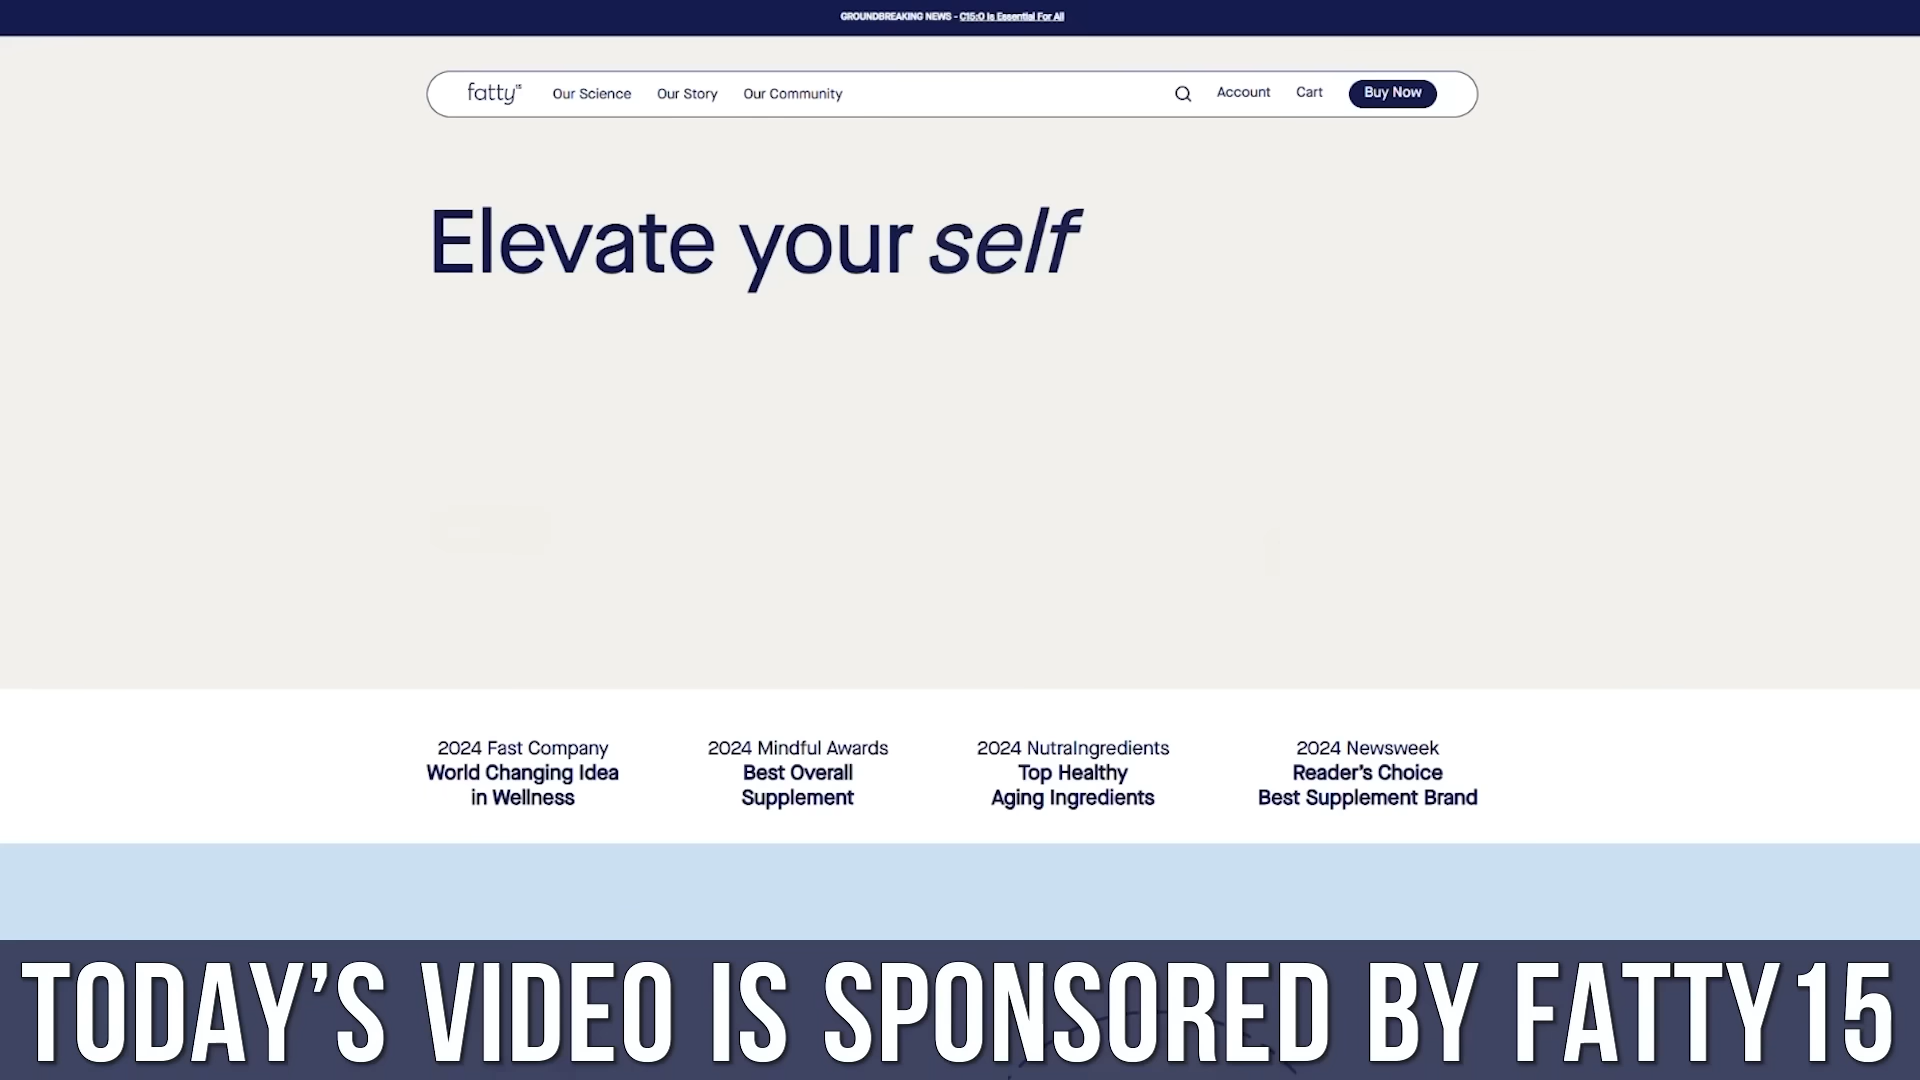 GROUNDBREAKING NEWS - C15:0 Is Essential For All
fatty15 Our Science Our Story Our Community Account Cart Buy Now
Elevate your self
2024 Fast Company
World Changing Idea
in Wellness
2024 Mindful Awards
Best Overall
Supplement
2024 NutraIngredients
Top Healthy
Aging Ingredients
2024 Newsweek
Reader's Choice
Best Supplement Brand
TODAY'S VIDEO IS SPONSORED BY FATTY15